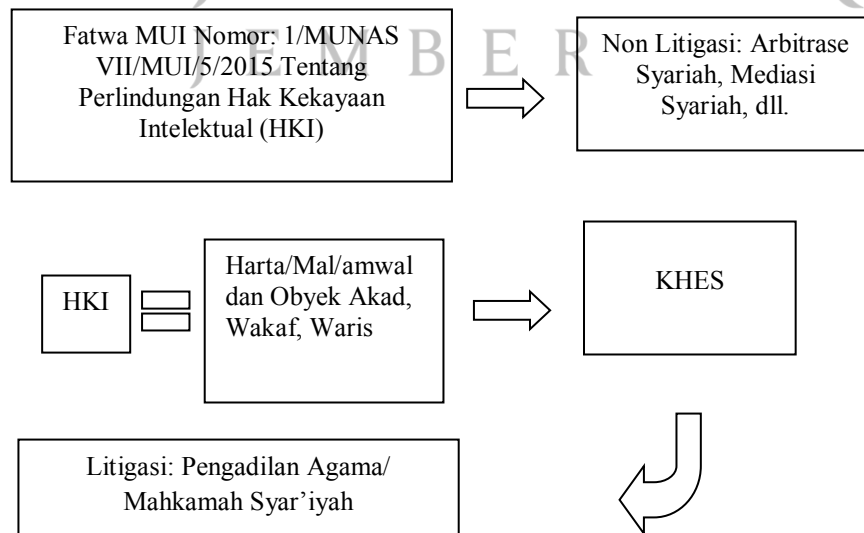 Fatwa MUI Nomor: 1/MUNAS
VII/MUI/5/2015 Tentang
Perlindungan Hak Kekayaan
Intelektual (HKI)
Non Litigasi: Arbitrase
Syariah, Mediasi
Syariah, dll.
J E M B E R
HKI
Harta/Mal/amwal
dan Obyek Akad,
Wakaf, Waris
KHES
Litigasi: Pengadilan Agama/
Mahkamah Syar’iyah